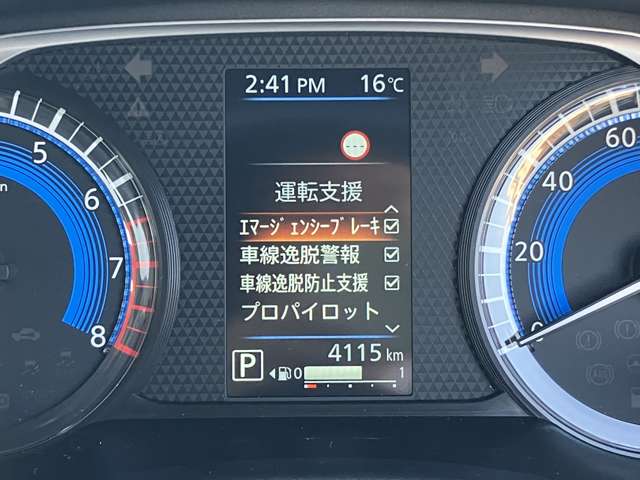 2:41 PM 16℃
---
運転支援
ｴﾏｰｼﾞｪﾝｼｰﾌﾞﾚｰｷ
車線逸脱警報
車線逸脱防止支援
プロパイロット
4115 km
P 0 1
5
6
7
8
60
40
20
0